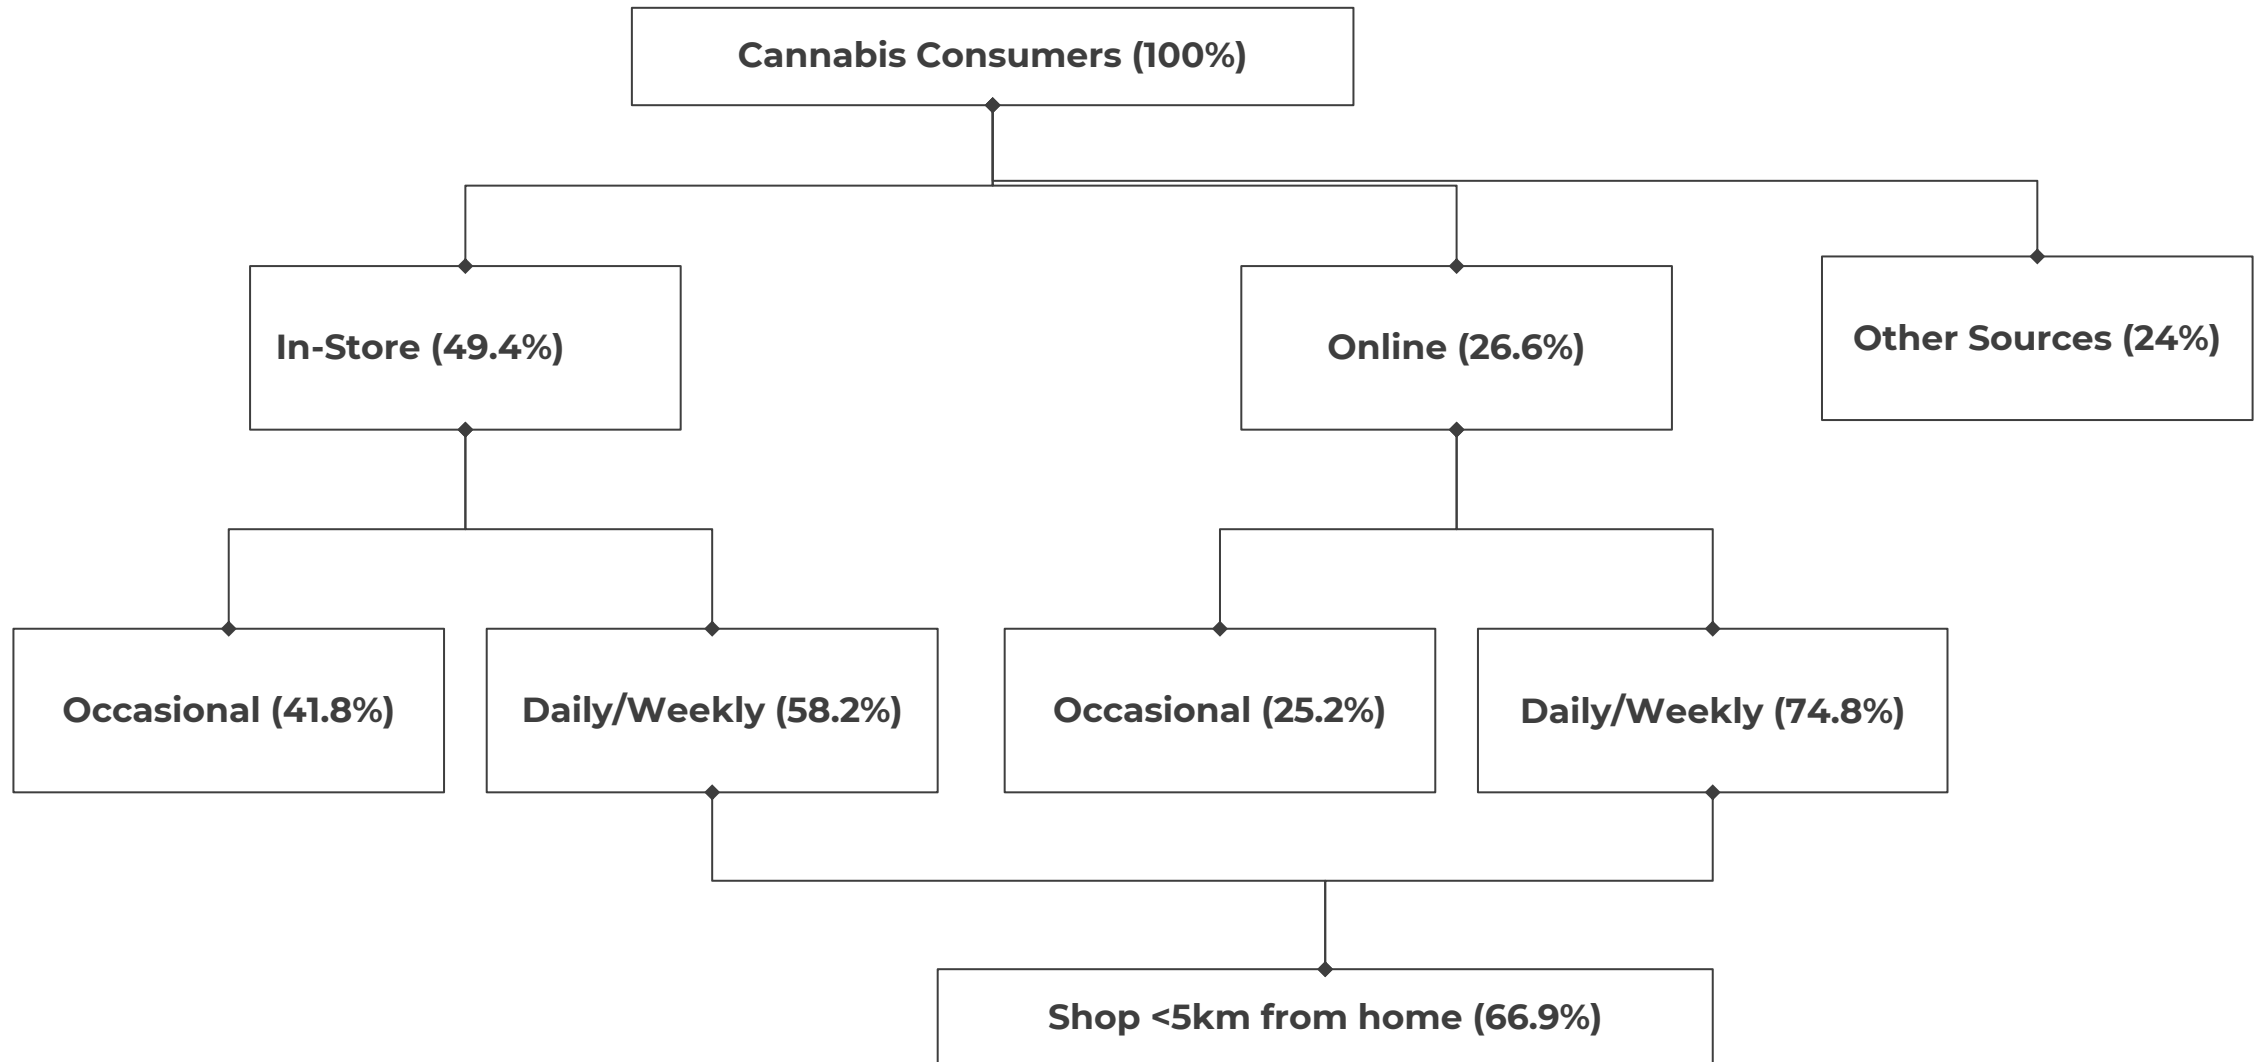 Cannabis Consumers (100%)
In-Store (49.4%)
Online (26.6%)
Other Sources (24%)
Occasional (41.8%)
Daily/Weekly (58.2%)
Occasional (25.2%)
Daily/Weekly (74.8%)
Shop <5km from home (66.9%)